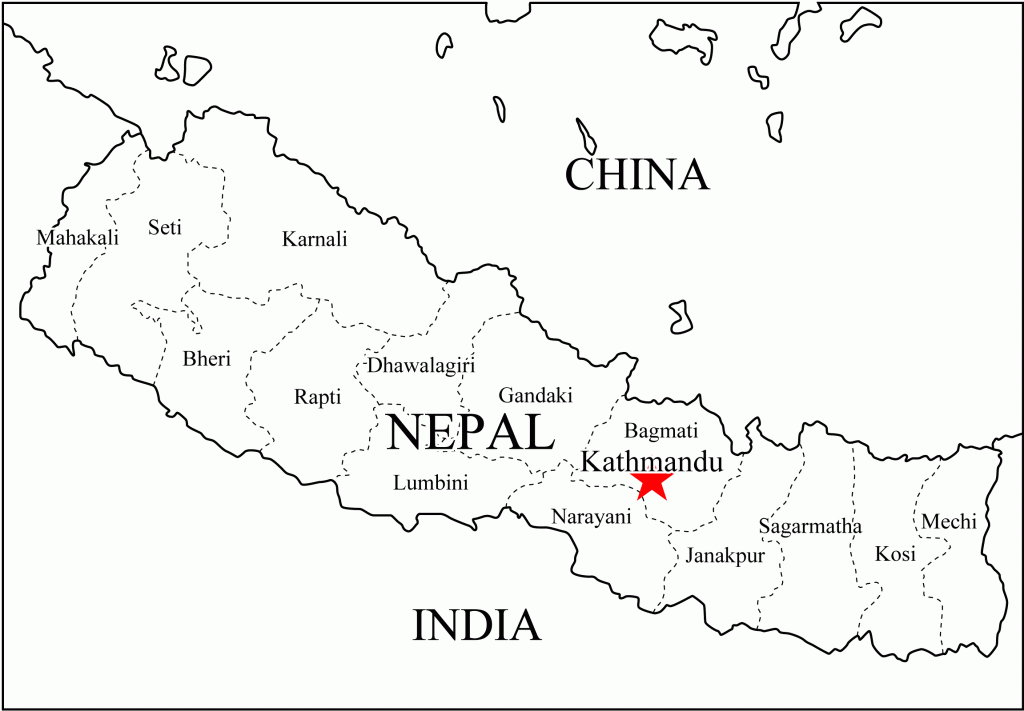 CHINA
Mahakali
Seti
Karnali
Bheri
Dhawalagiri
Rapti
Gandaki
NEPAL
Bagmati
Kathmandu
Lumbini
Narayani
Sagarmatha
Mechi
Janakpur
Kosi
INDIA